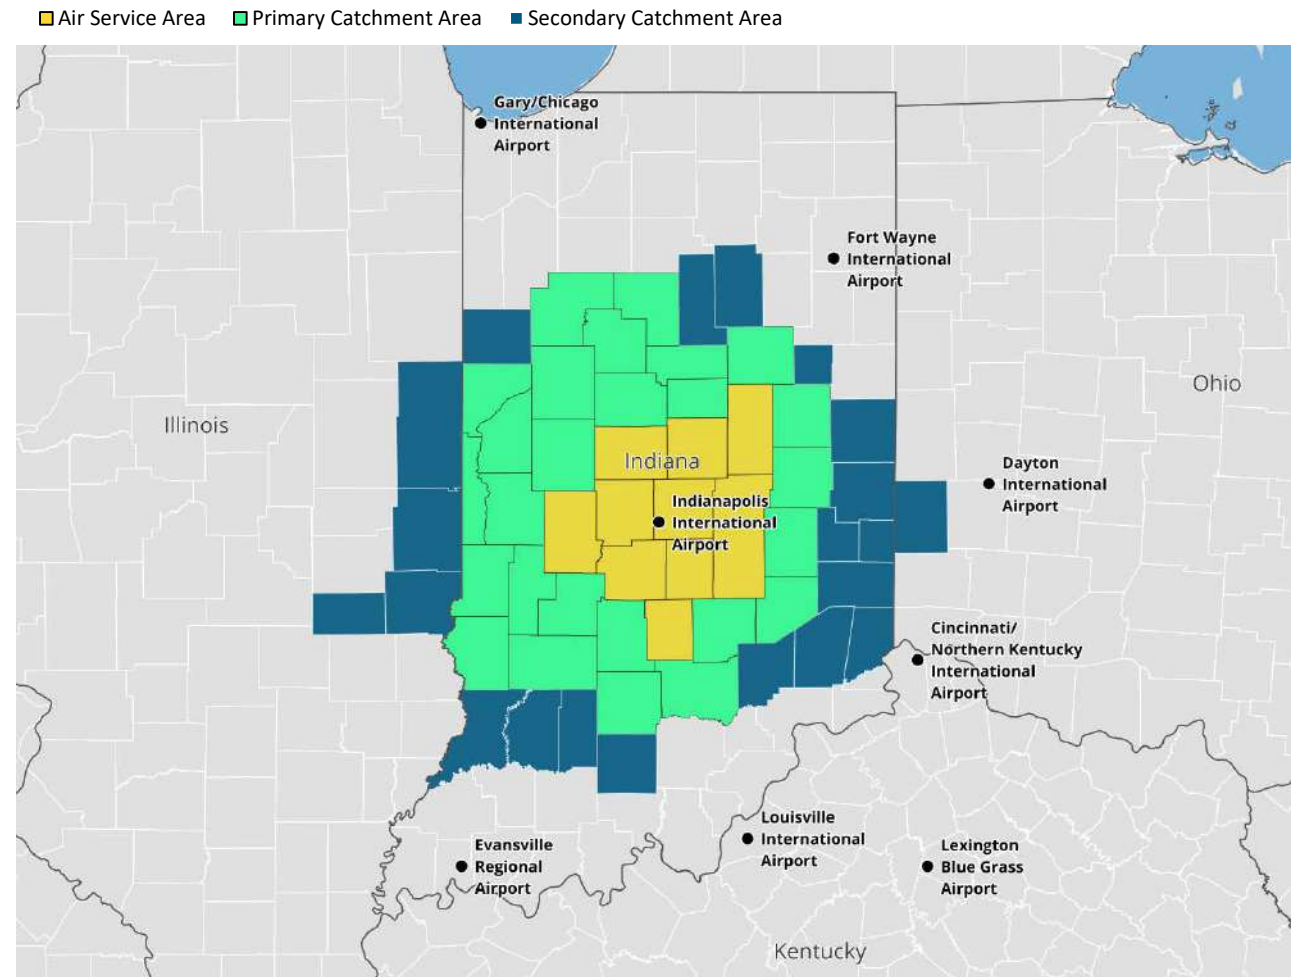 Air Service Area Primary Catchment Area Secondary Catchment Area
Gary/Chicago
International
Airport
Fort Wayne
International
Airport
Ohio
Illinois
Indiana
Dayton
International
Airport
Indianapolis
International
Airport
Cincinnati/
Northern Kentucky
International
Airport
Louisville
International
Airport
Evansville
Regional
Airport
Lexington
Blue Grass
Airport
Kentucky